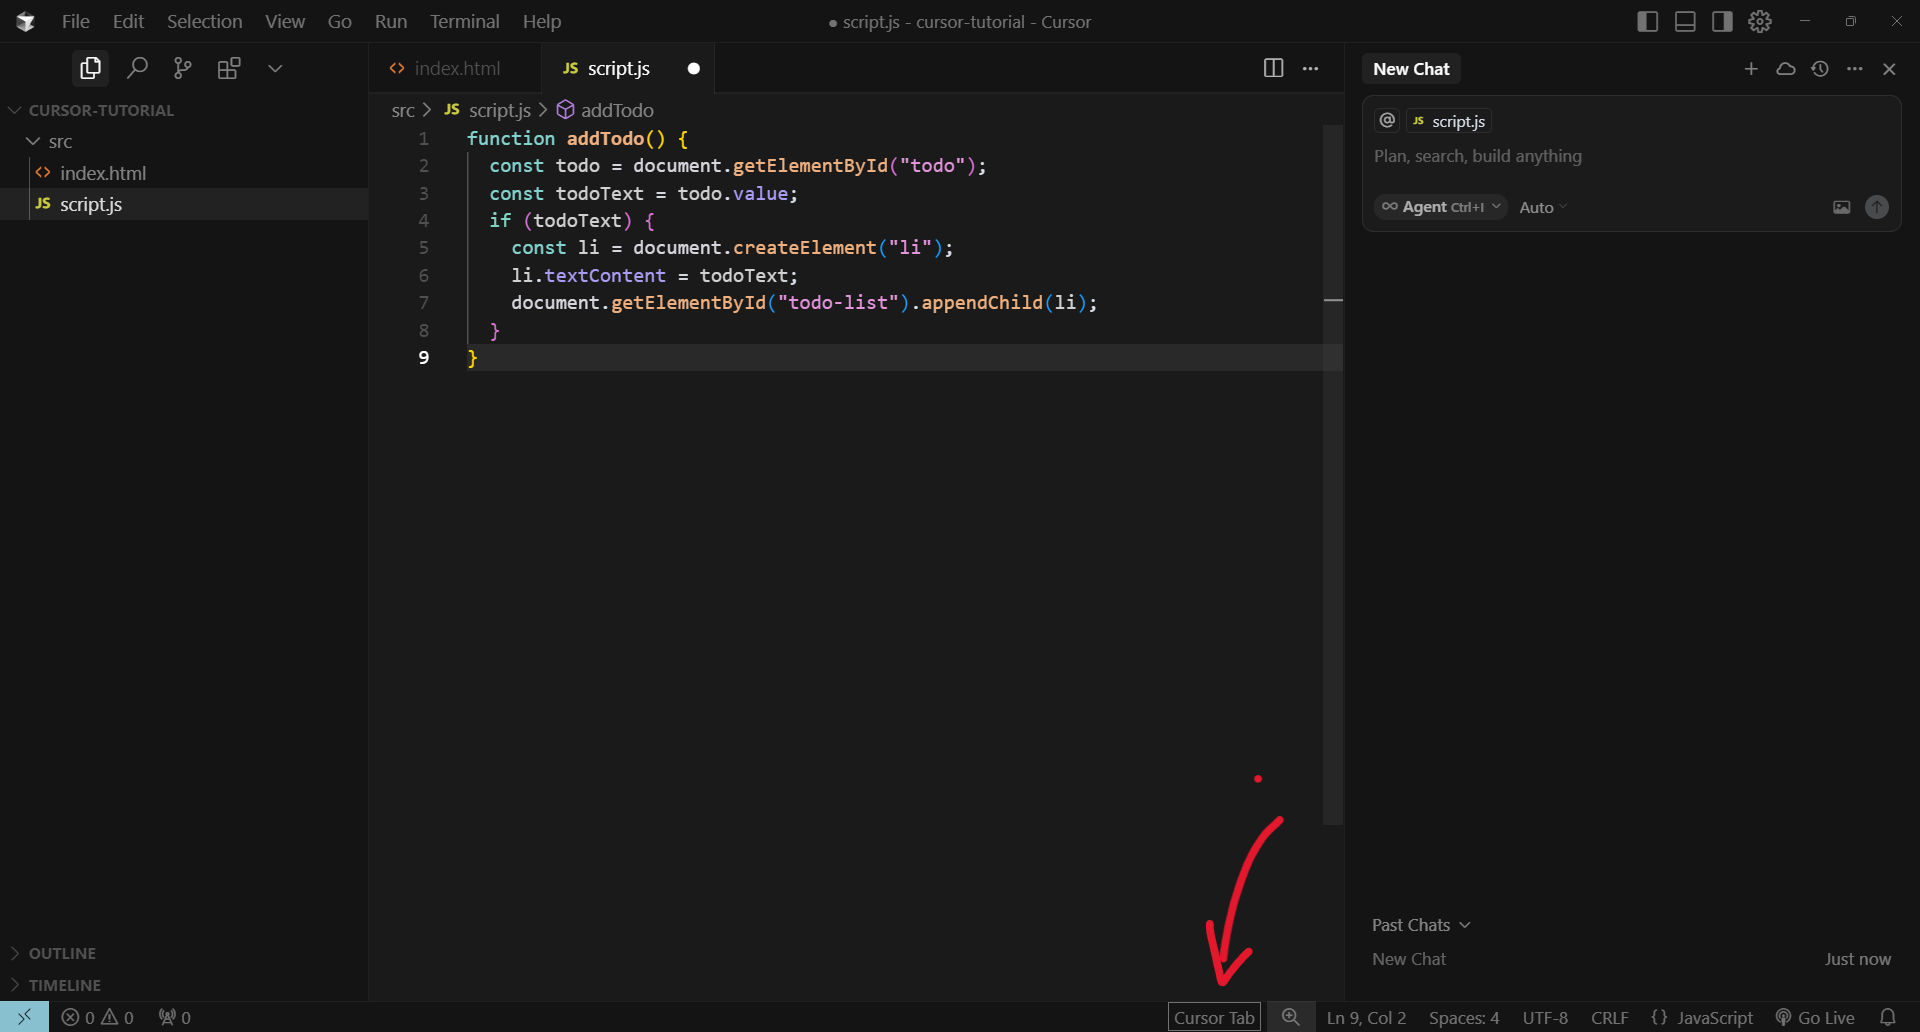 File Edit Selection View Go Run Terminal Help
● script.js - cursor-tutorial - Cursor
CURSOR-TUTORIAL
src
<> index.html
JS script.js
OUTLINE
TIMELINE
<> index.html
JS script.js ●
src > JS script.js > addTodo
1 function addTodo() {
2   const todo = document.getElementById("todo");
3   const todoText = todo.value;
4   if (todoText) {
5     const li = document.createElement("li");
6     li.textContent = todoText;
7     document.getElementById("todo-list").appendChild(li);
8   }
9 }
New Chat
@ JS script.js
Plan, search, build anything
∞ Agent Ctrl+I Auto
Past Chats
New Chat Just now
0 0 0
Cursor Tab Ln 9, Col 2 Spaces: 4 UTF-8 CRLF {} JavaScript Go Live